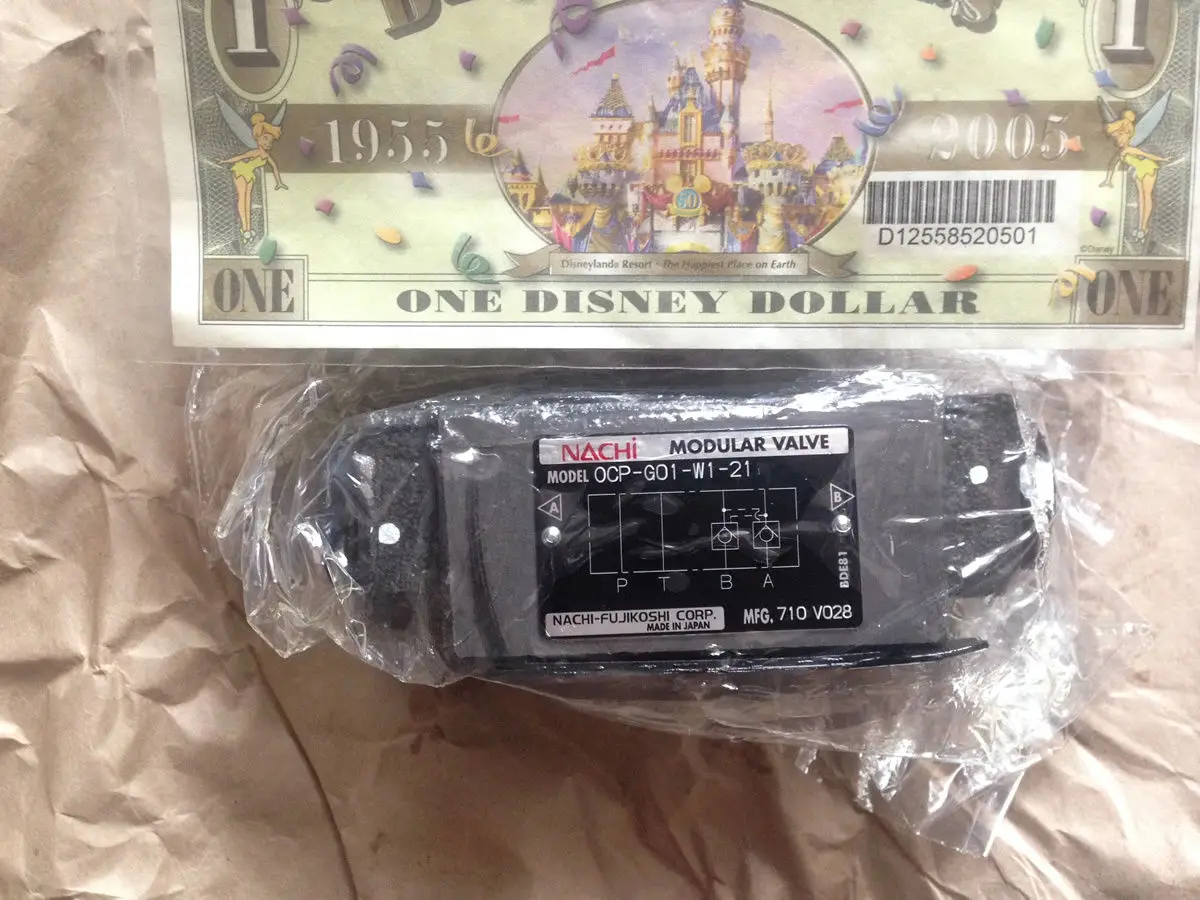 1 1
1955 2005
50
D12558520501
©Disney
Disneyland® Resort • The Happiest Place on Earth
ONE ONE DISNEY DOLLAR ONE
NACHi MODULAR VALVE
MODEL OCP-G01-W1-21
A B
P T B A
BDE81
NACHI-FUJIKOSHI CORP. MFG. 710 V028
MADE IN JAPAN